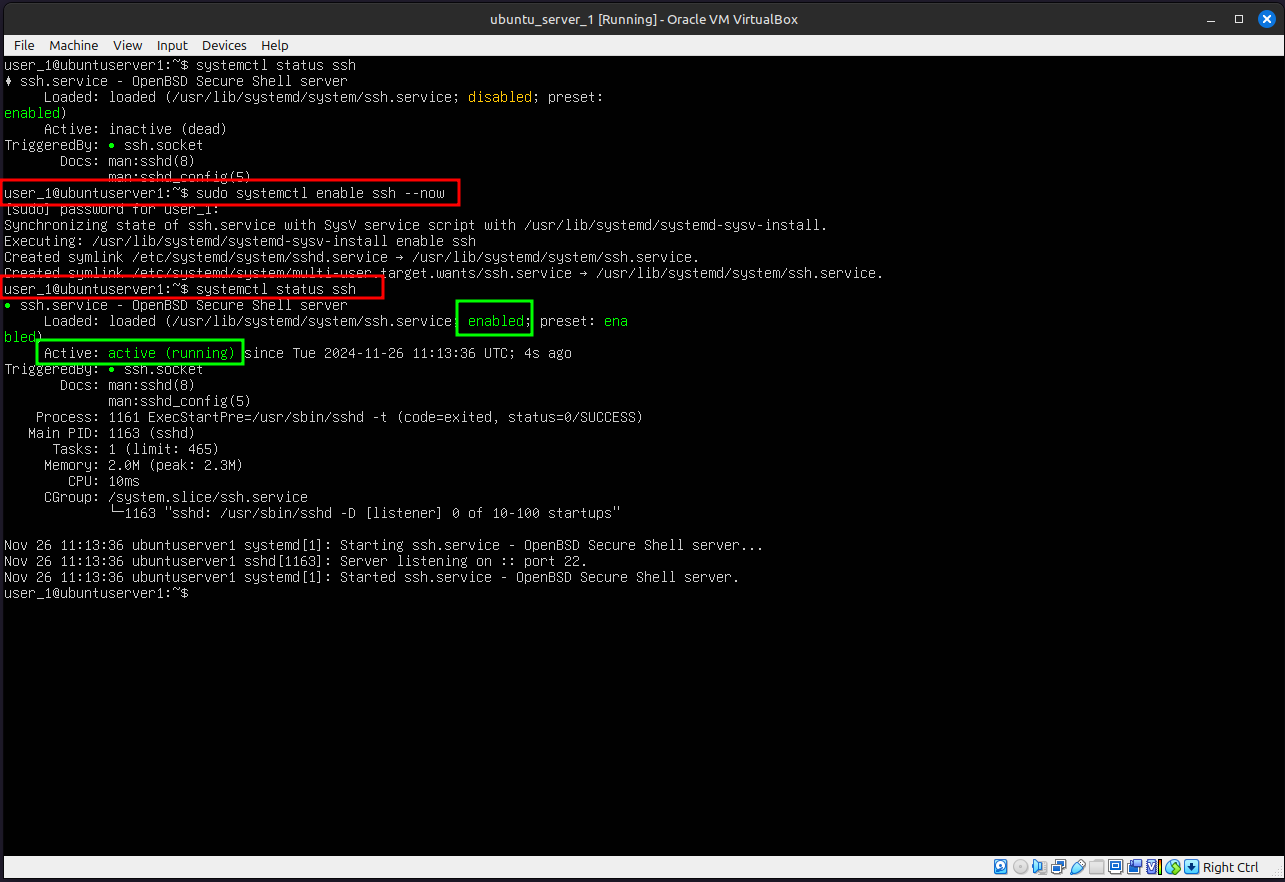 ubuntu_server_1 [Running] - Oracle VM VirtualBox
File Machine View Input Devices Help
user_1@ubuntuserver1:~$ systemctl status ssh
ssh.service - OpenBSD Secure Shell server
Loaded: loaded (/usr/lib/systemd/system/ssh.service; disabled; preset:
enabled)
Active: inactive (dead)
TriggeredBy: ● ssh.socket
Docs: man:sshd(8)
man:sshd_config(5)
user_1@ubuntuserver1:~$ sudo systemctl enable ssh --now
[sudo] password for user_1:
Synchronizing state of ssh.service with SysV service script with /usr/lib/systemd/systemd-sysv-install.
Executing: /usr/lib/systemd/systemd-sysv-install enable ssh
Created symlink /etc/systemd/system/sshd.service → /usr/lib/systemd/system/ssh.service.
Created symlink /etc/systemd/system/multi-user.target.wants/ssh.service → /usr/lib/systemd/system/ssh.service.
user_1@ubuntuserver1:~$ systemctl status ssh
● ssh.service - OpenBSD Secure Shell server
Loaded: loaded (/usr/lib/systemd/system/ssh.service; enabled; preset: ena
bled)
Active: active (running) since Tue 2024-11-26 11:13:36 UTC; 4s ago
TriggeredBy: ● ssh.socket
Docs: man:sshd(8)
man:sshd_config(5)
Process: 1161 ExecStartPre=/usr/sbin/sshd -t (code=exited, status=0/SUCCESS)
Main PID: 1163 (sshd)
Tasks: 1 (limit: 465)
Memory: 2.0M (peak: 2.3M)
CPU: 10ms
CGroup: /system.slice/ssh.service
└─1163 "sshd: /usr/sbin/sshd -D [listener] 0 of 10-100 startups"
Nov 26 11:13:36 ubuntuserver1 systemd[1]: Starting ssh.service - OpenBSD Secure Shell server...
Nov 26 11:13:36 ubuntuserver1 sshd[1163]: Server listening on :: port 22.
Nov 26 11:13:36 ubuntuserver1 systemd[1]: Started ssh.service - OpenBSD Secure Shell server.
user_1@ubuntuserver1:~$
Right Ctrl